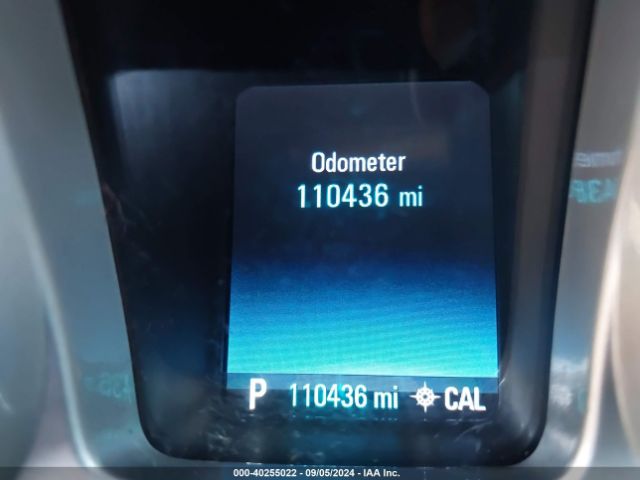 Odometer
110436 mi
P 110436 mi CAL
000-40255022 - 09/05/2024 - IAA Inc.